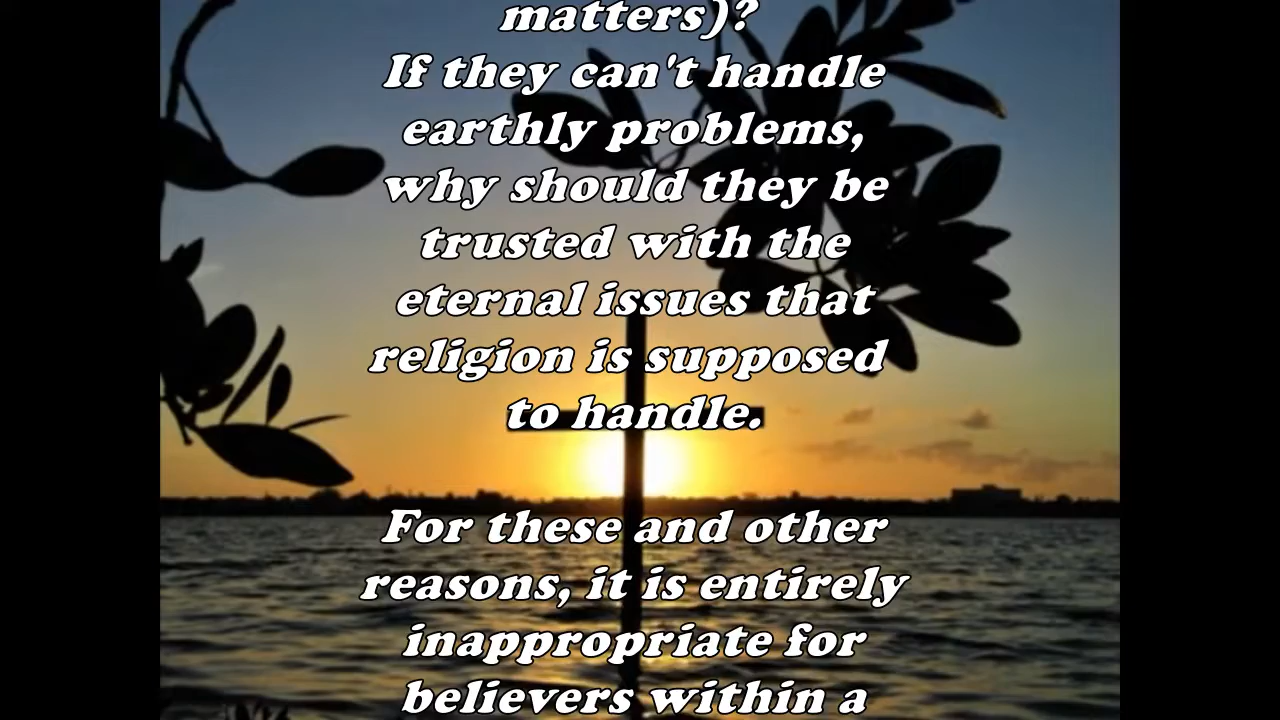 matters)?
If they can't handle
earthly problems,
why should they be
trusted with the
eternal issues that
religion is supposed
to handle.
For these and other
reasons, it is entirely
inappropriate for
believers within a